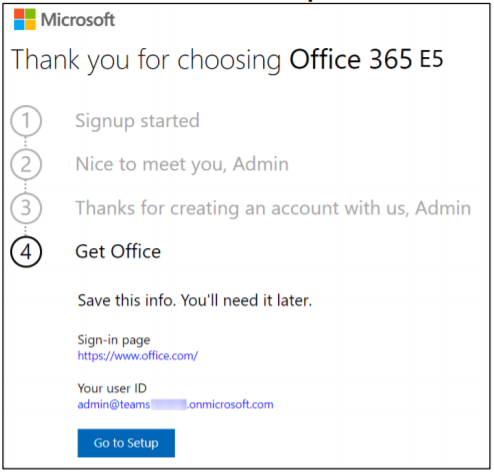 Microsoft
Thank you for choosing Office 365 E5
1 Signup started
2 Nice to meet you, Admin
3 Thanks for creating an account with us, Admin
4 Get Office
Save this info. You'll need it later.
Sign-in page
https://www.office.com/
Your user ID
admin@teams .onmicrosoft.com
Go to Setup